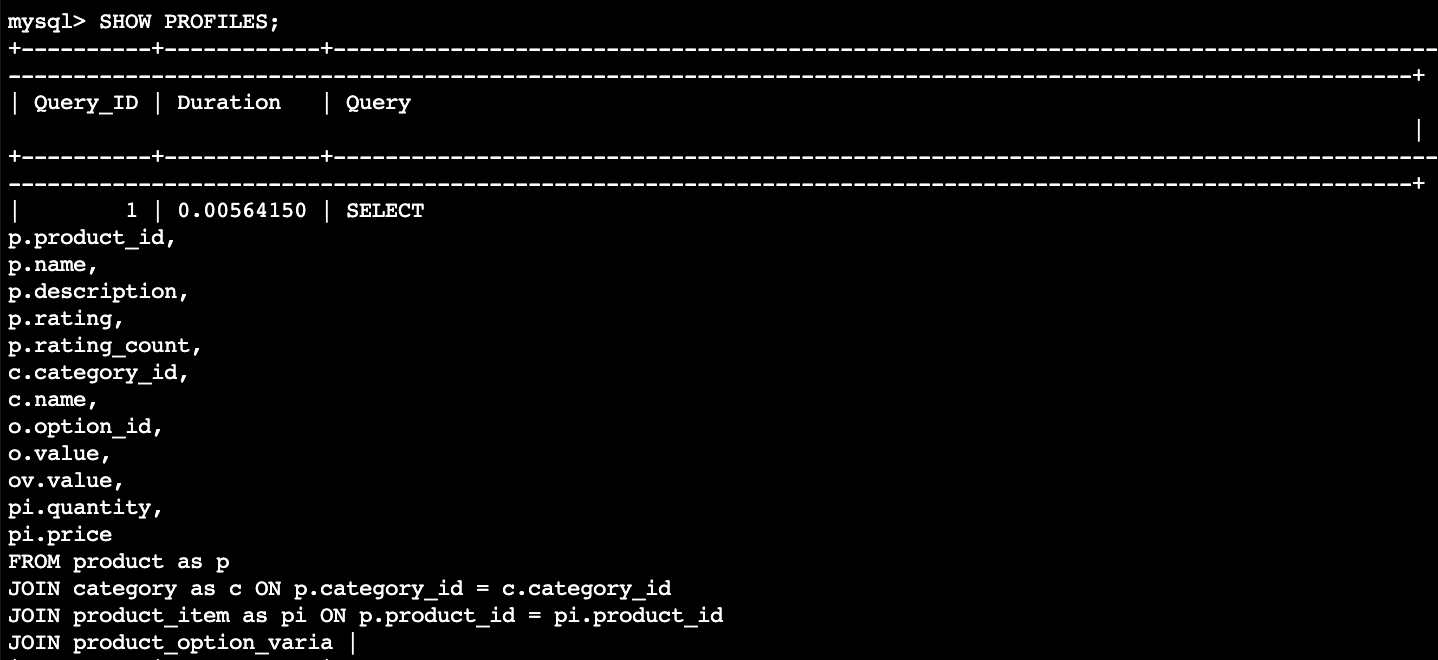 mysql> SHOW PROFILES;
+----------+------------+-------------------------------------------------------------------------------------
------------------------------------------------------------------------------------------------------------+
| Query_ID | Duration   | Query
|
+----------+------------+-------------------------------------------------------------------------------------
------------------------------------------------------------------------------------------------------------+
|        1 | 0.00564150 | SELECT
p.product_id,
p.name,
p.description,
p.rating,
p.rating_count,
c.category_id,
c.name,
o.option_id,
o.value,
ov.value,
pi.quantity,
pi.price
FROM product as p
JOIN category as c ON p.category_id = c.category_id
JOIN product_item as pi ON p.product_id = pi.product_id
JOIN product_option_varia |